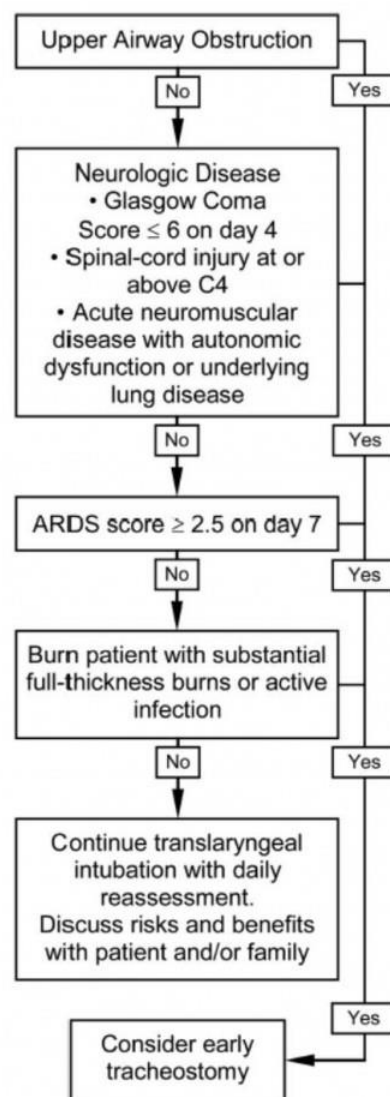 Upper Airway Obstruction
No
Yes
Neurologic Disease
• Glasgow Coma
Score ≤ 6 on day 4
• Spinal-cord injury at or
above C4
• Acute neuromuscular
disease with autonomic
dysfunction or underlying
lung disease
No
Yes
ARDS score ≥ 2.5 on day 7
No
Yes
Burn patient with substantial
full-thickness burns or active
infection
No
Yes
Continue translaryngeal
intubation with daily
reassessment.
Discuss risks and benefits
with patient and/or family
Yes
Consider early
tracheostomy